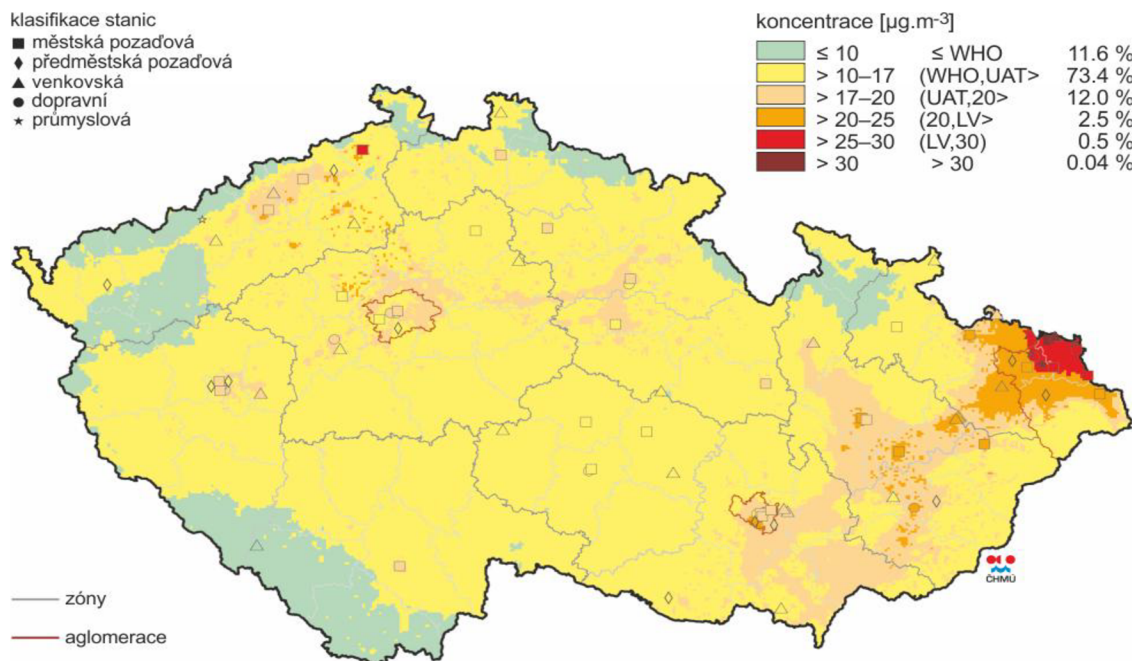 klasifikace stanic
■ městská pozaďová
♦ předměstská pozaďová
▲ venkovská
● dopravní
★ průmyslová
koncentrace [µg.m⁻³]
≤ 10 ≤ WHO 11.6 %
> 10–17 (WHO,UAT> 73.4 %
> 17–20 (UAT,20> 12.0 %
> 20–25 (20,LV> 2.5 %
> 25–30 (LV,30) 0.5 %
> 30 > 30 0.04 %
ČHMÚ
zóny
aglomerace